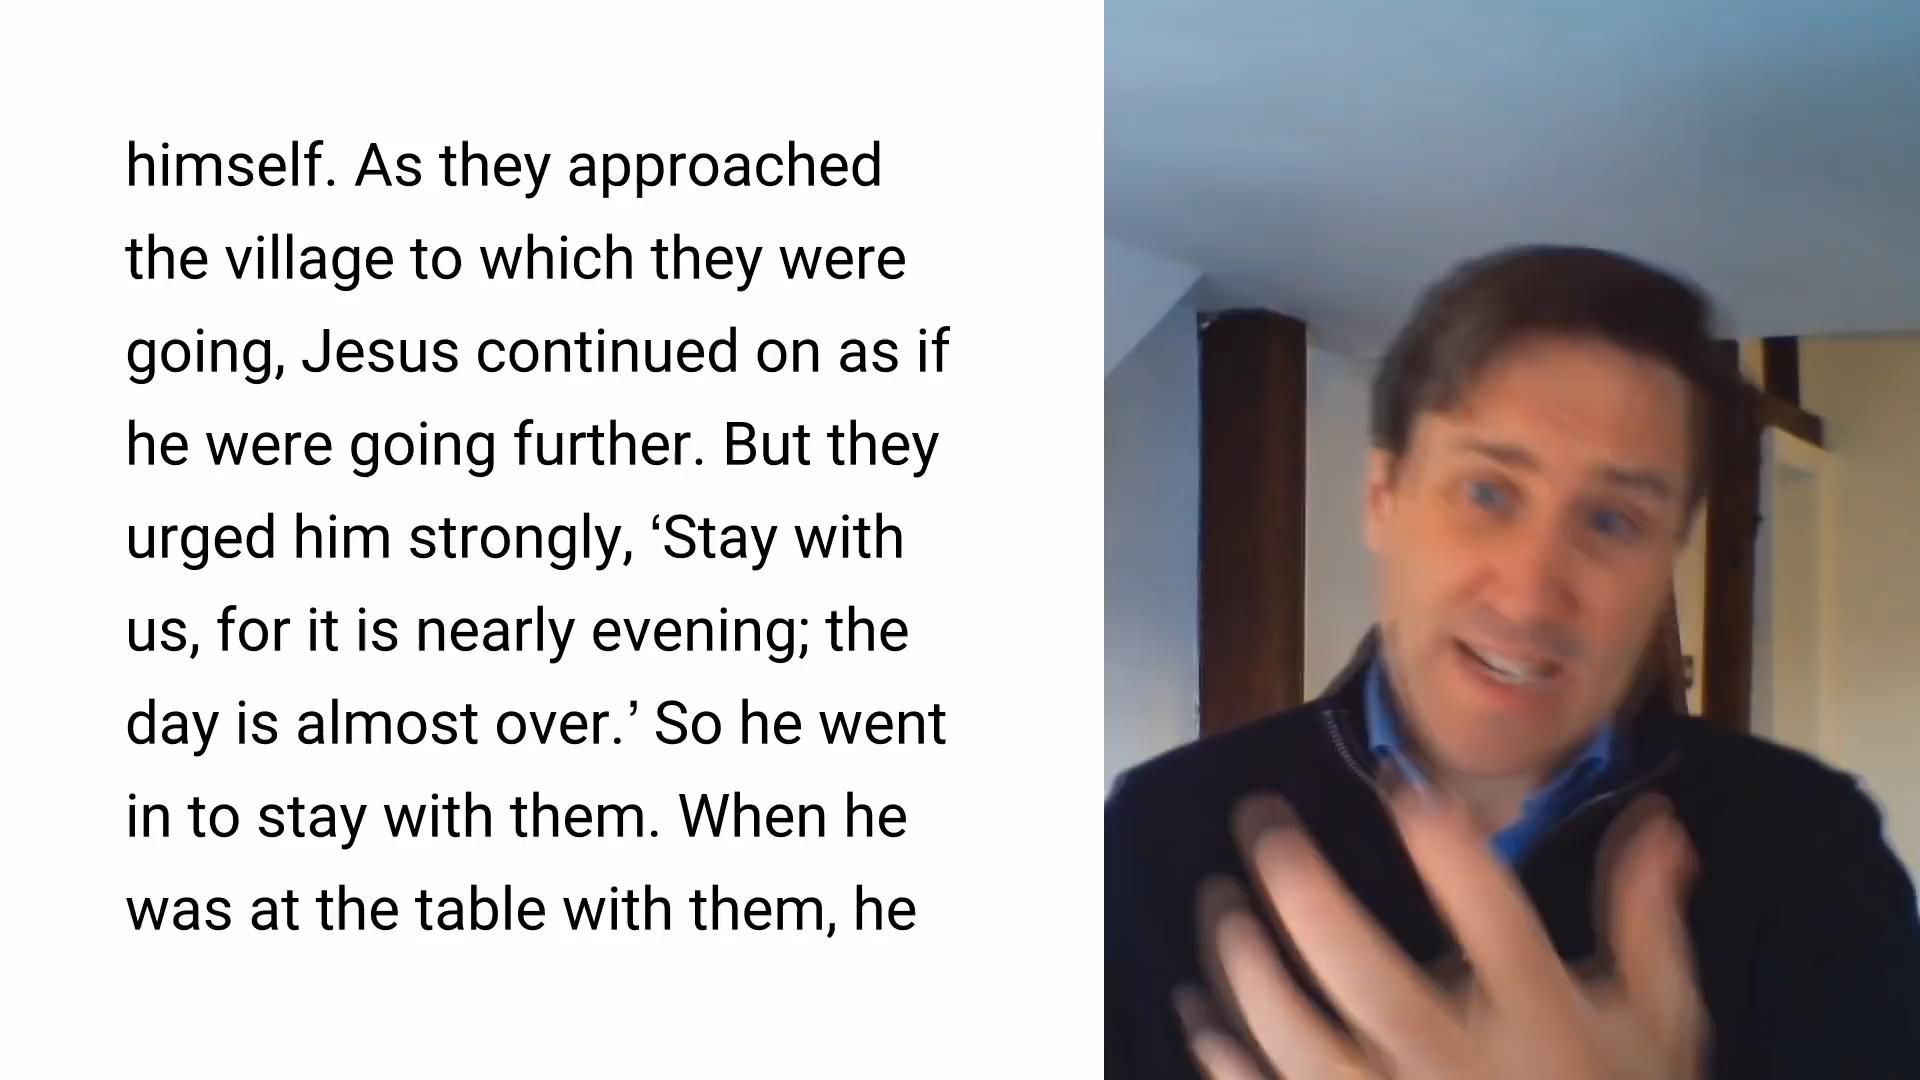 himself. As they approached
the village to which they were
going, Jesus continued on as if
he were going further. But they
urged him strongly, ‘Stay with
us, for it is nearly evening; the
day is almost over.’ So he went
in to stay with them. When he
was at the table with them, he